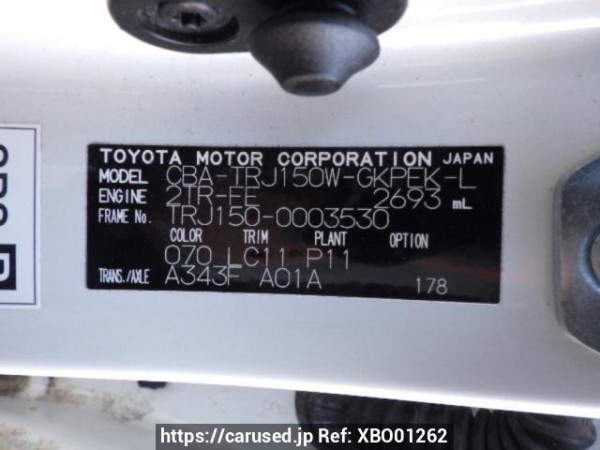 TOYOTA MOTOR CORPORATION JAPAN
MODEL CBA-TRJ150W-GKPEK-L
ENGINE 2TR-FE 2693 mL
FRAME No. TRJ150-0003530
COLOR TRIM PLANT OPTION
070 LC11 P11
TRANS./AXLE A343F A01A 178
https://carused.jp Ref: XBO01262